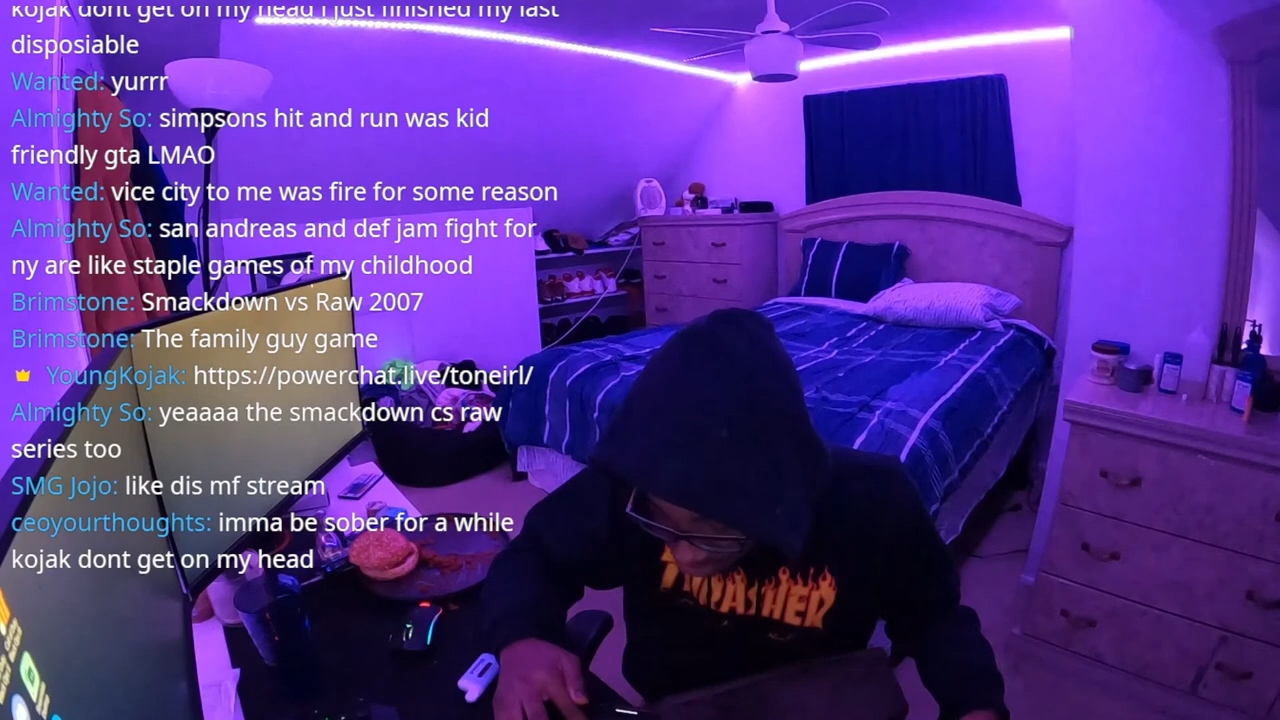 kojak dont get on my head i just finished my last
disposiable
Wanted: yurrr
Almighty So: simpsons hit and run was kid
friendly gta LMAO
Wanted: vice city to me was fire for some reason
Almighty So: san andreas and def jam fight for
ny are like staple games of my childhood
Brimstone: Smackdown vs Raw 2007
Brimstone: The family guy game
YoungKojak: https://powerchat.live/toneirl/
Almighty So: yeaaaa the smackdown cs raw
series too
SMG Jojo: like dis mf stream
ceoyourthoughts: imma be sober for a while
kojak dont get on my head
THRASHER